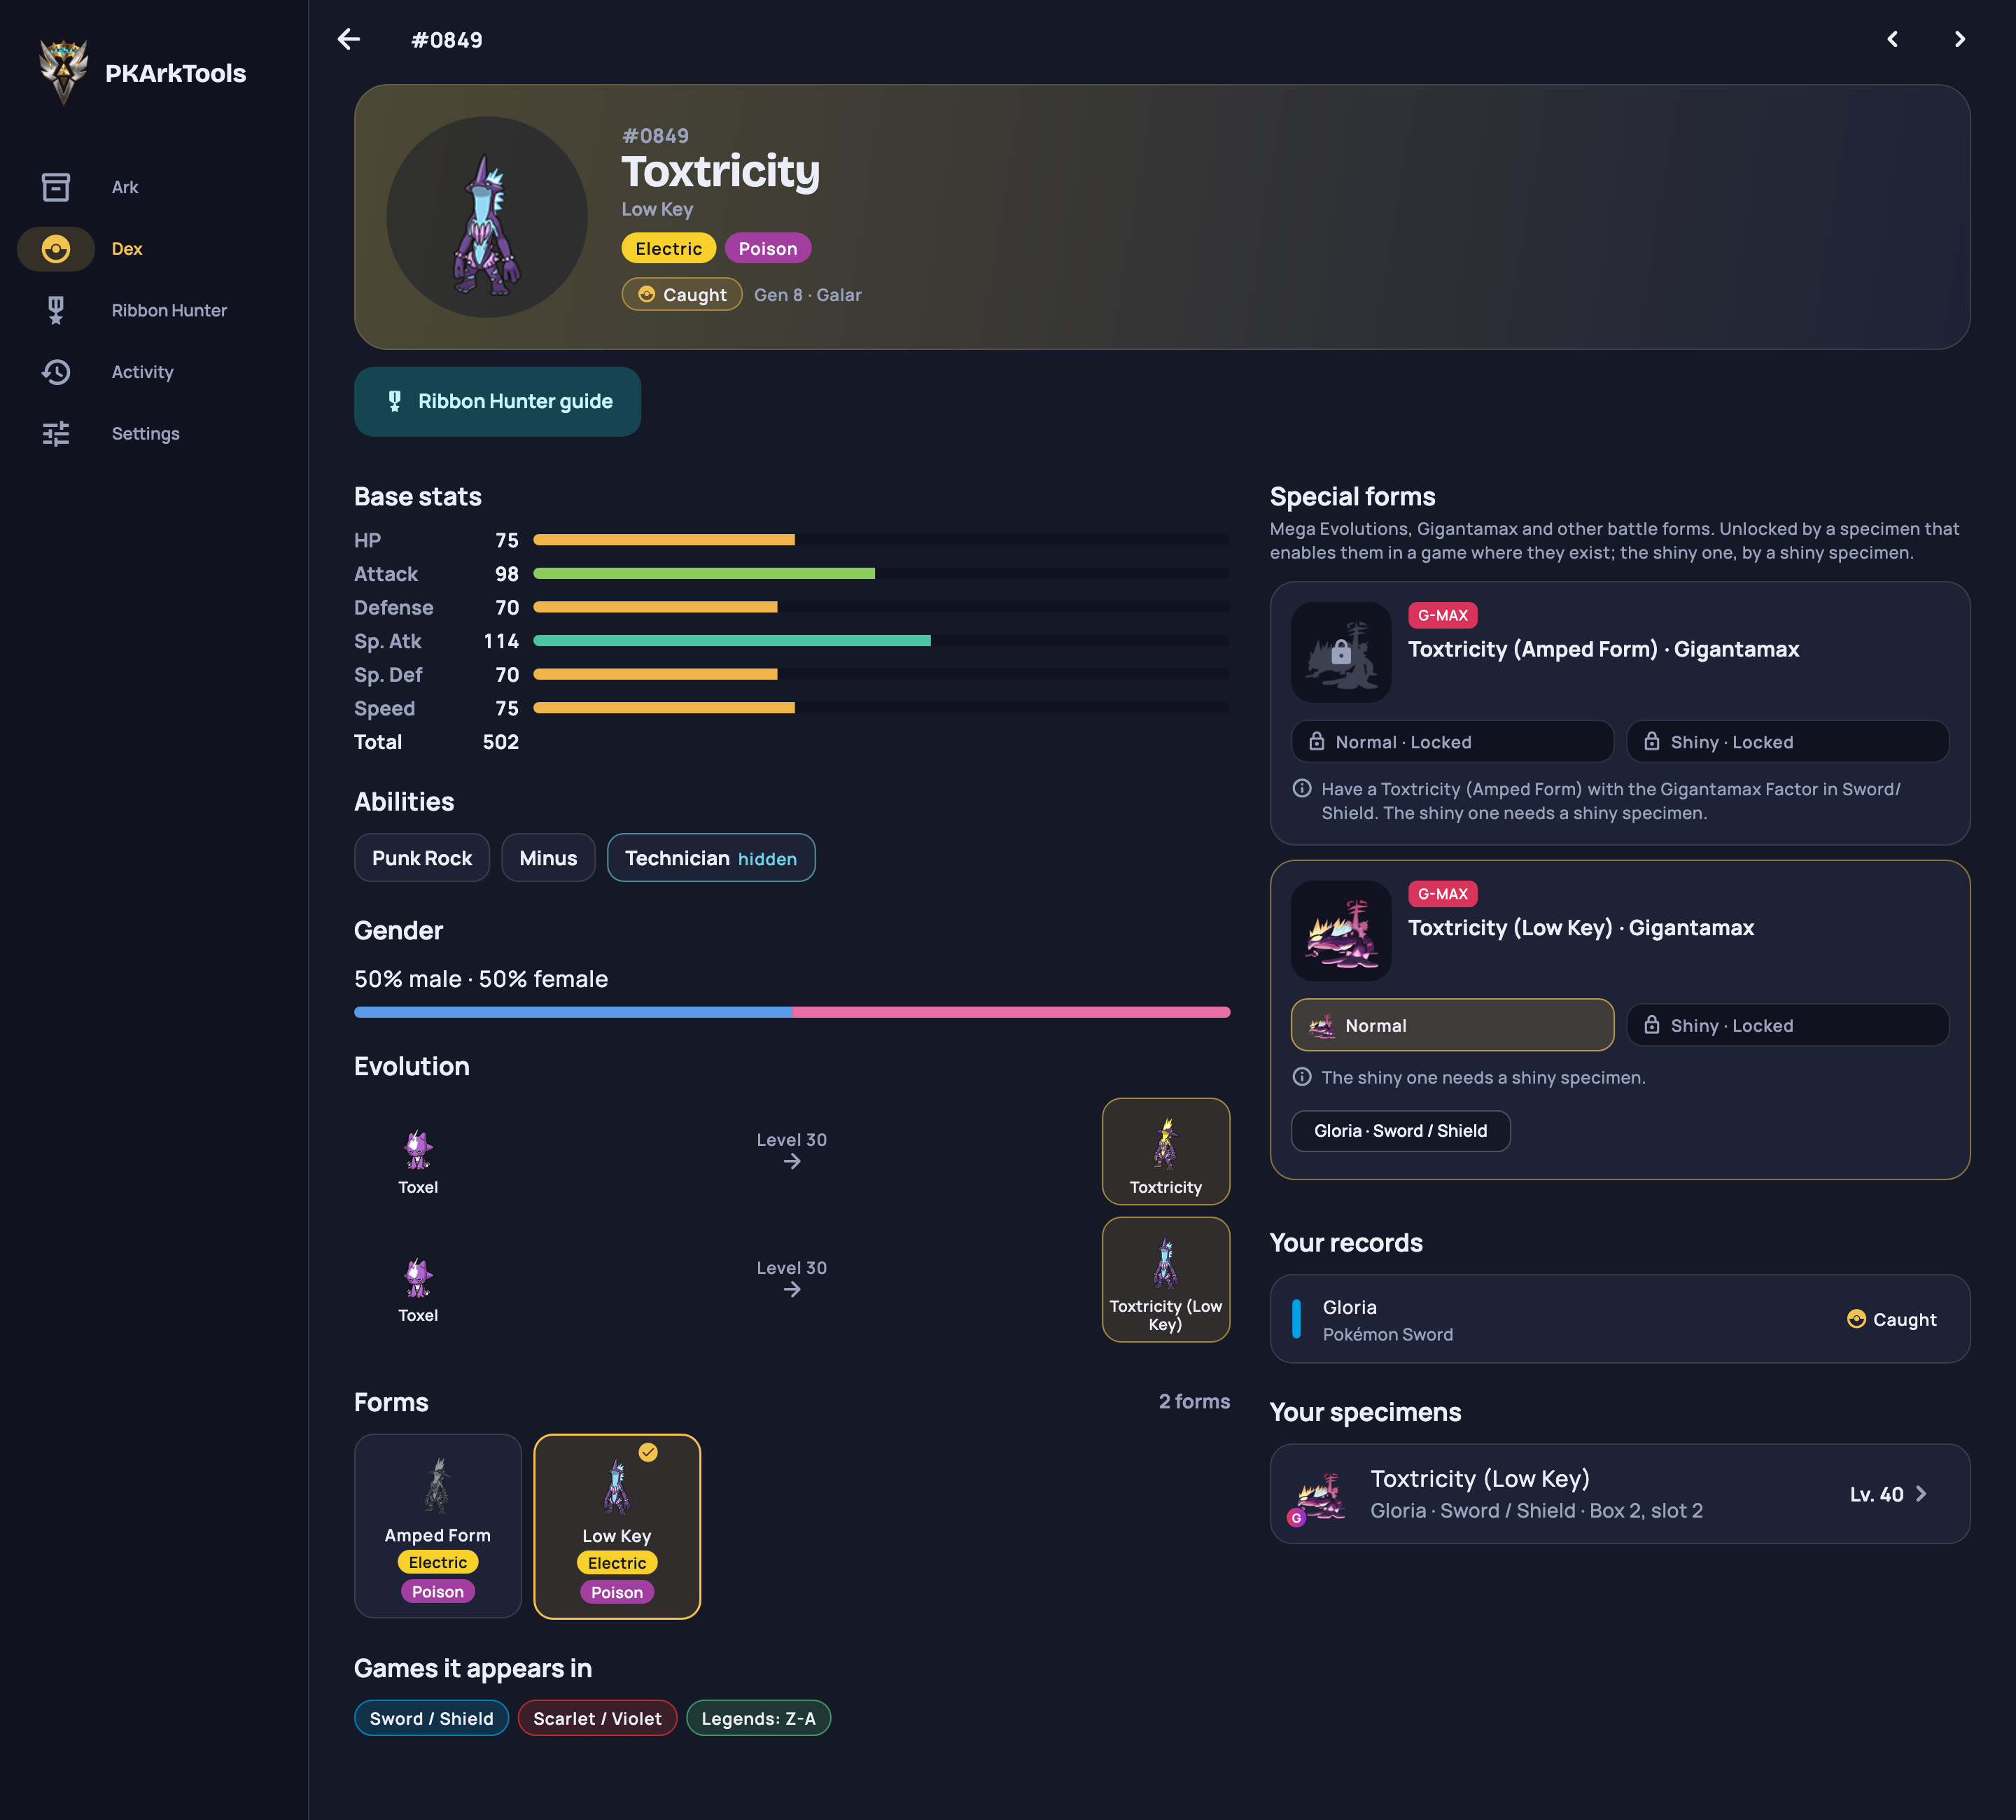 PKArkTools
Ark
Dex
Ribbon Hunter
Activity
Settings
#0849
#0849
Toxtricity
Low Key
Electric
Poison
Caught
Gen 8 · Galar
Ribbon Hunter guide
Base stats
HP 75
Attack 98
Defense 70
Sp. Atk 114
Sp. Def 70
Speed 75
Total 502
Abilities
Punk Rock
Minus
Technician hidden
Gender
50% male · 50% female
Evolution
Toxel
Level 30
Toxtricity
Toxel
Level 30
Toxtricity (Low
Key)
Forms
2 forms
Amped Form
Electric
Poison
Low Key
Electric
Poison
Games it appears in
Sword / Shield
Scarlet / Violet
Legends: Z-A
Special forms
Mega Evolutions, Gigantamax and other battle forms. Unlocked by a specimen that
enables them in a game where they exist; the shiny one, by a shiny specimen.
G-MAX
Toxtricity (Amped Form) · Gigantamax
Normal · Locked
Shiny · Locked
Have a Toxtricity (Amped Form) with the Gigantamax Factor in Sword/
Shield. The shiny one needs a shiny specimen.
G-MAX
Toxtricity (Low Key) · Gigantamax
Normal
Shiny · Locked
The shiny one needs a shiny specimen.
Gloria · Sword / Shield
Your records
Gloria
Pokémon Sword
Caught
Your specimens
G
Toxtricity (Low Key)
Gloria · Sword / Shield · Box 2, slot 2
Lv. 40